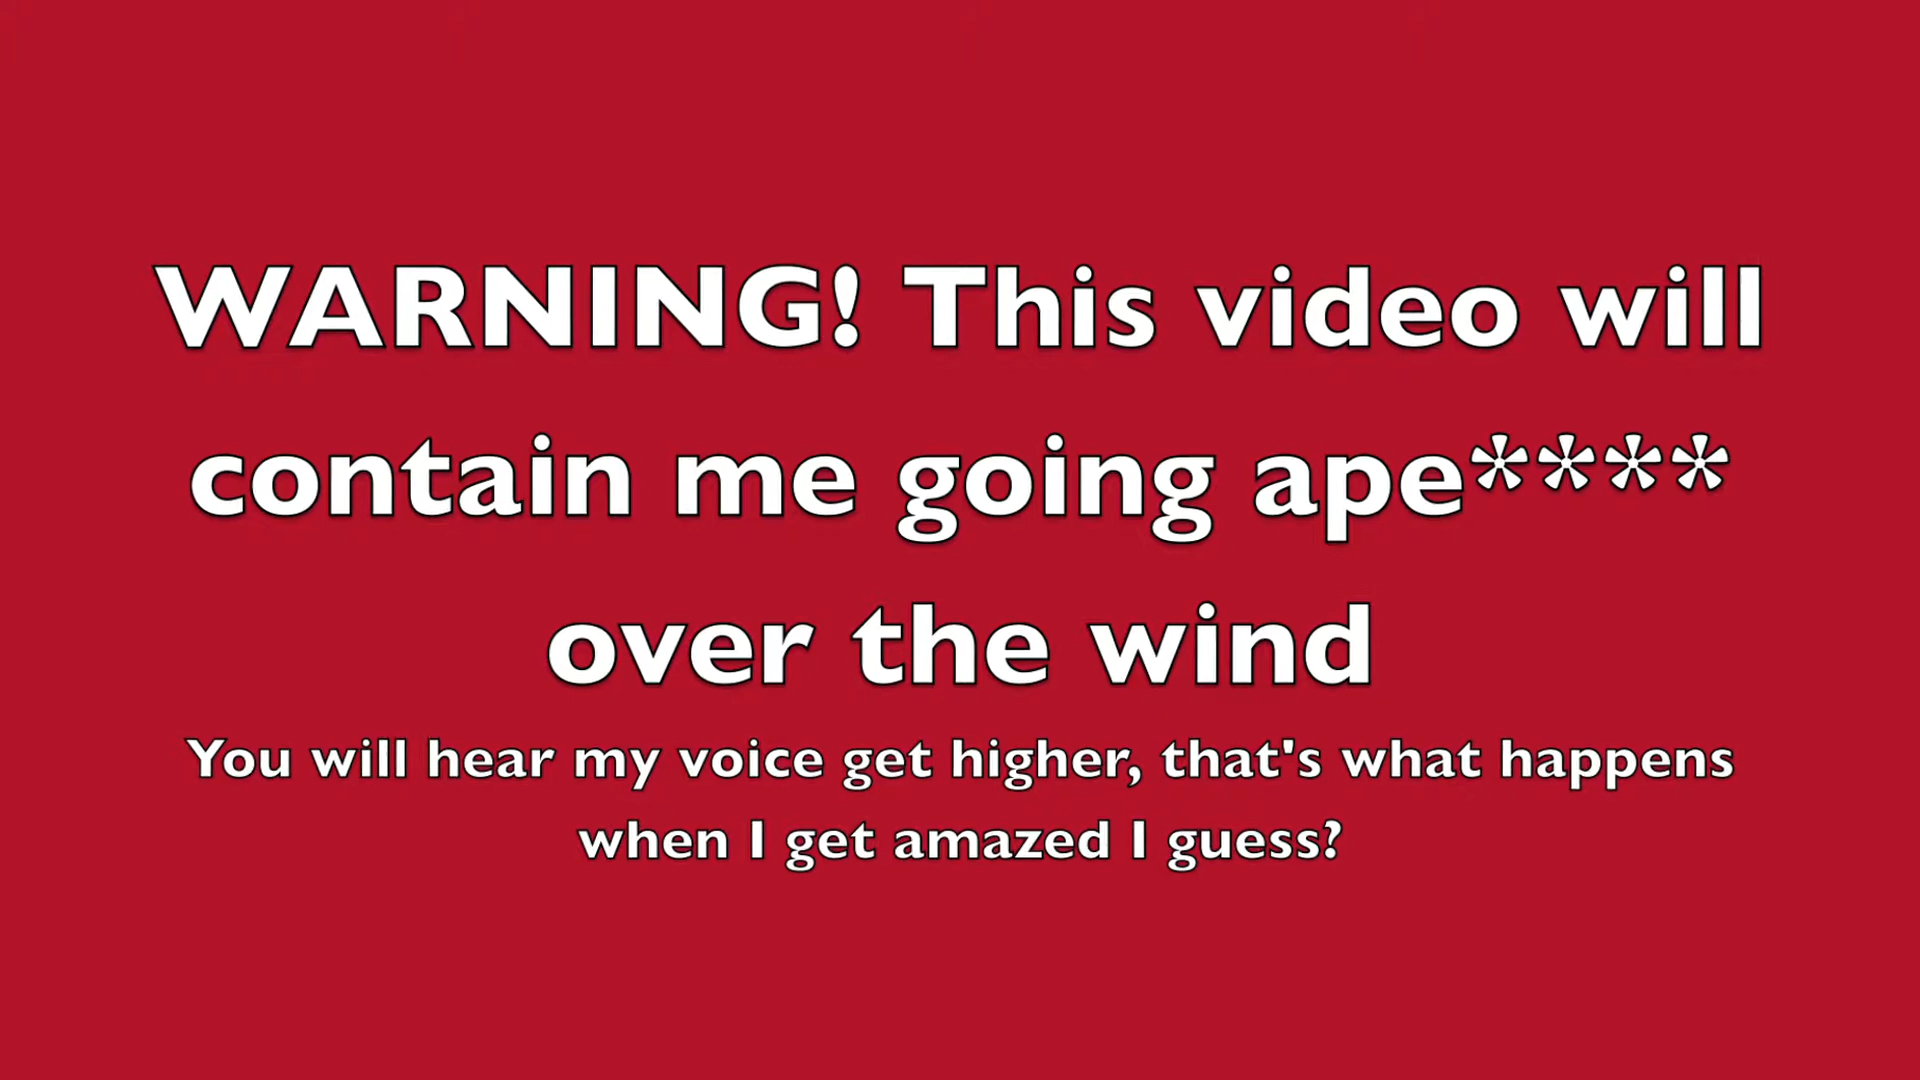 WARNING! This video will
contain me going ape****
over the wind
You will hear my voice get higher, that's what happens
when I get amazed I guess?